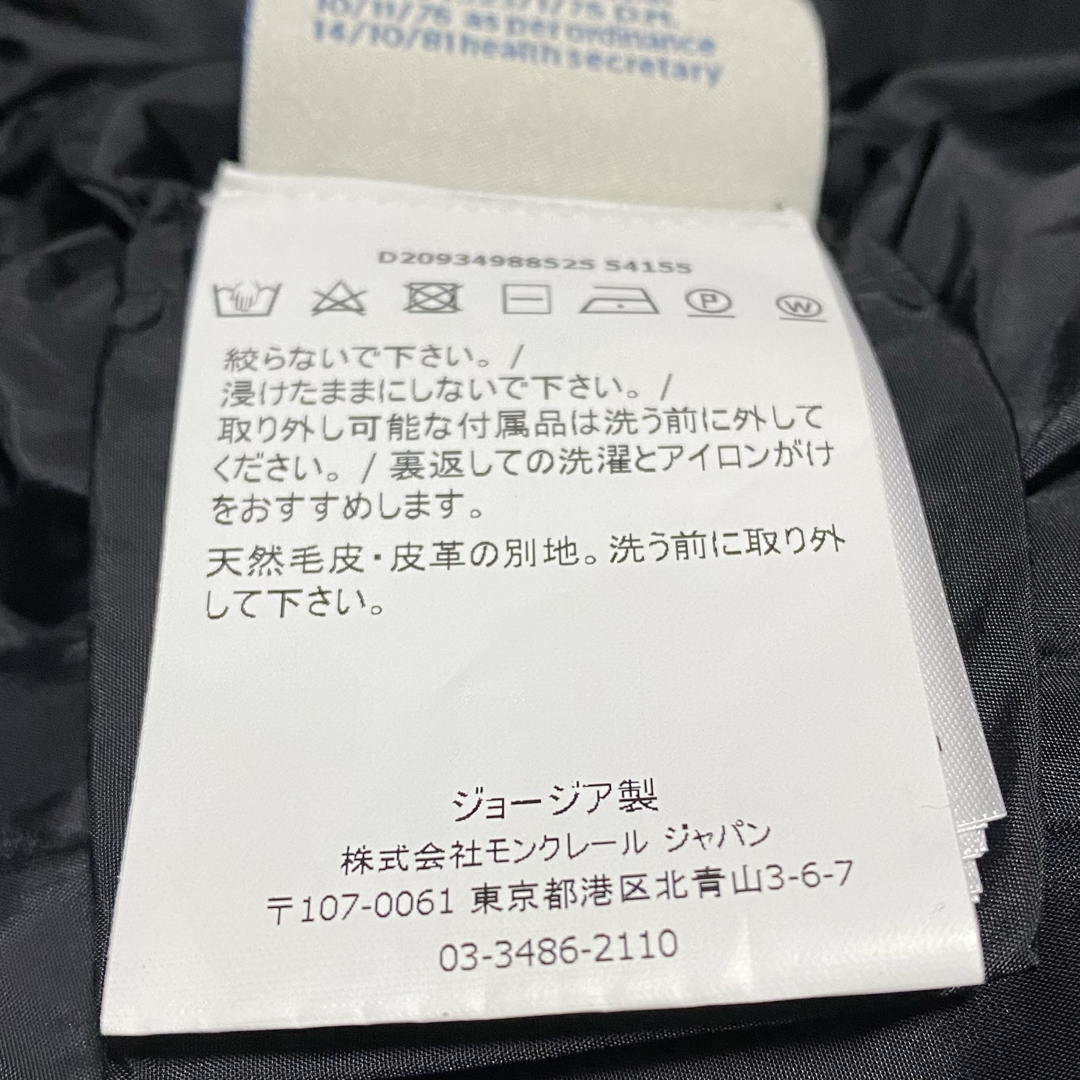 10/11/76 as per ordinance
14/10/81 health secretary
D20934988525 54155
P
W
絞らないで下さい。/
浸けたままにしないで下さい。/
取り外し可能な付属品は洗う前に外して
ください。/ 裏返しての洗濯とアイロンがけ
をおすすめします。
天然毛皮・皮革の別地。洗う前に取り外
して下さい。
ジョージア製
株式会社モンクレール ジャパン
〒107-0061 東京都港区北青山3-6-7
03-3486-2110